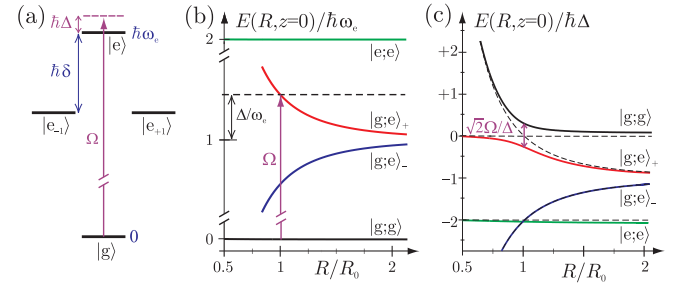 (a)
ħΔ
|e⟩
ħω_e
ħδ
|e_-1⟩
|e_+1⟩
Ω
|g⟩
0
(b)
E(R,z=0)/ħω_e
2
|e;e⟩
Δ/ω_e
|g;e⟩_+
1
Ω
|g;e⟩_-
|g;g⟩
0
0.5
1
R/R_0
2
(c)
E(R,z=0)/ħΔ
+2
+1
|g;g⟩
√2Ω/Δ
0
|g;e⟩_+
−1
|g;e⟩_-
−2
|e;e⟩
0.5
1
R/R_0
2